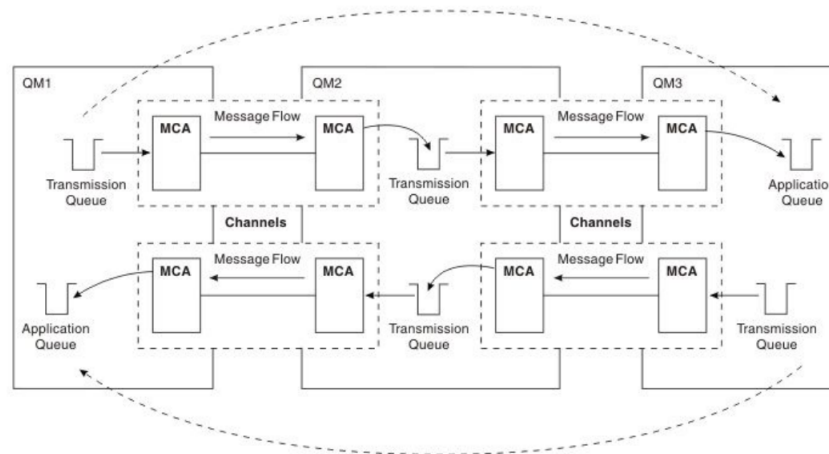 QM1
QM2
QM3
MCA
Message Flow
MCA
MCA
Message Flow
MCA
Transmission
Queue
Transmission
Queue
Applicatio
Queue
Channels
Channels
MCA
Message Flow
MCA
MCA
Message Flow
MCA
Application
Queue
Transmission
Queue
Transmission
Queue